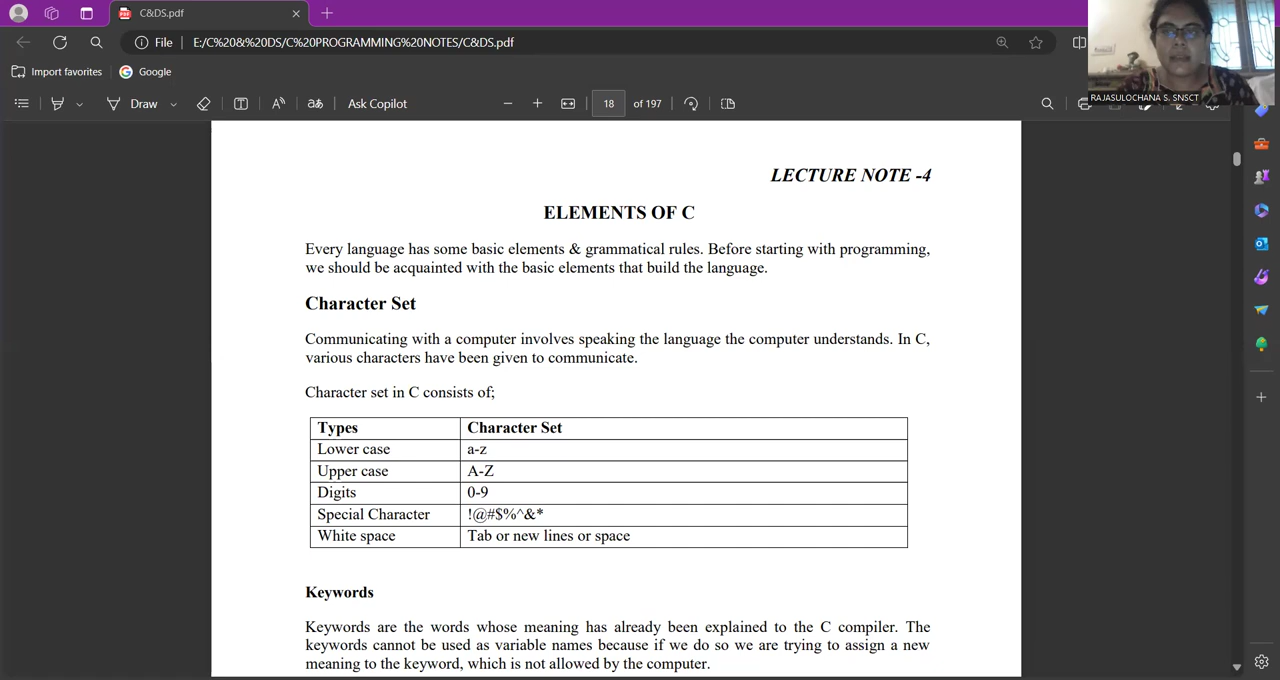 C&DS.pdf
File
E:/C%20&%20DS/C%20PROGRAMMING%20NOTES/C&DS.pdf
Import favorites
Google
Draw
Ask Copilot
18 of 197
RAJASULOCHANA S. SNSCT
LECTURE NOTE -4
ELEMENTS OF C
Every language has some basic elements & grammatical rules. Before starting with programming,
we should be acquainted with the basic elements that build the language.
Character Set
Communicating with a computer involves speaking the language the computer understands. In C,
various characters have been given to communicate.
Character set in C consists of;
Types Character Set
Lower case a-z
Upper case A-Z
Digits 0-9
Special Character !@#$%^&*
White space Tab or new lines or space
Keywords
Keywords are the words whose meaning has already been explained to the C compiler. The
keywords cannot be used as variable names because if we do so we are trying to assign a new
meaning to the keyword, which is not allowed by the computer.